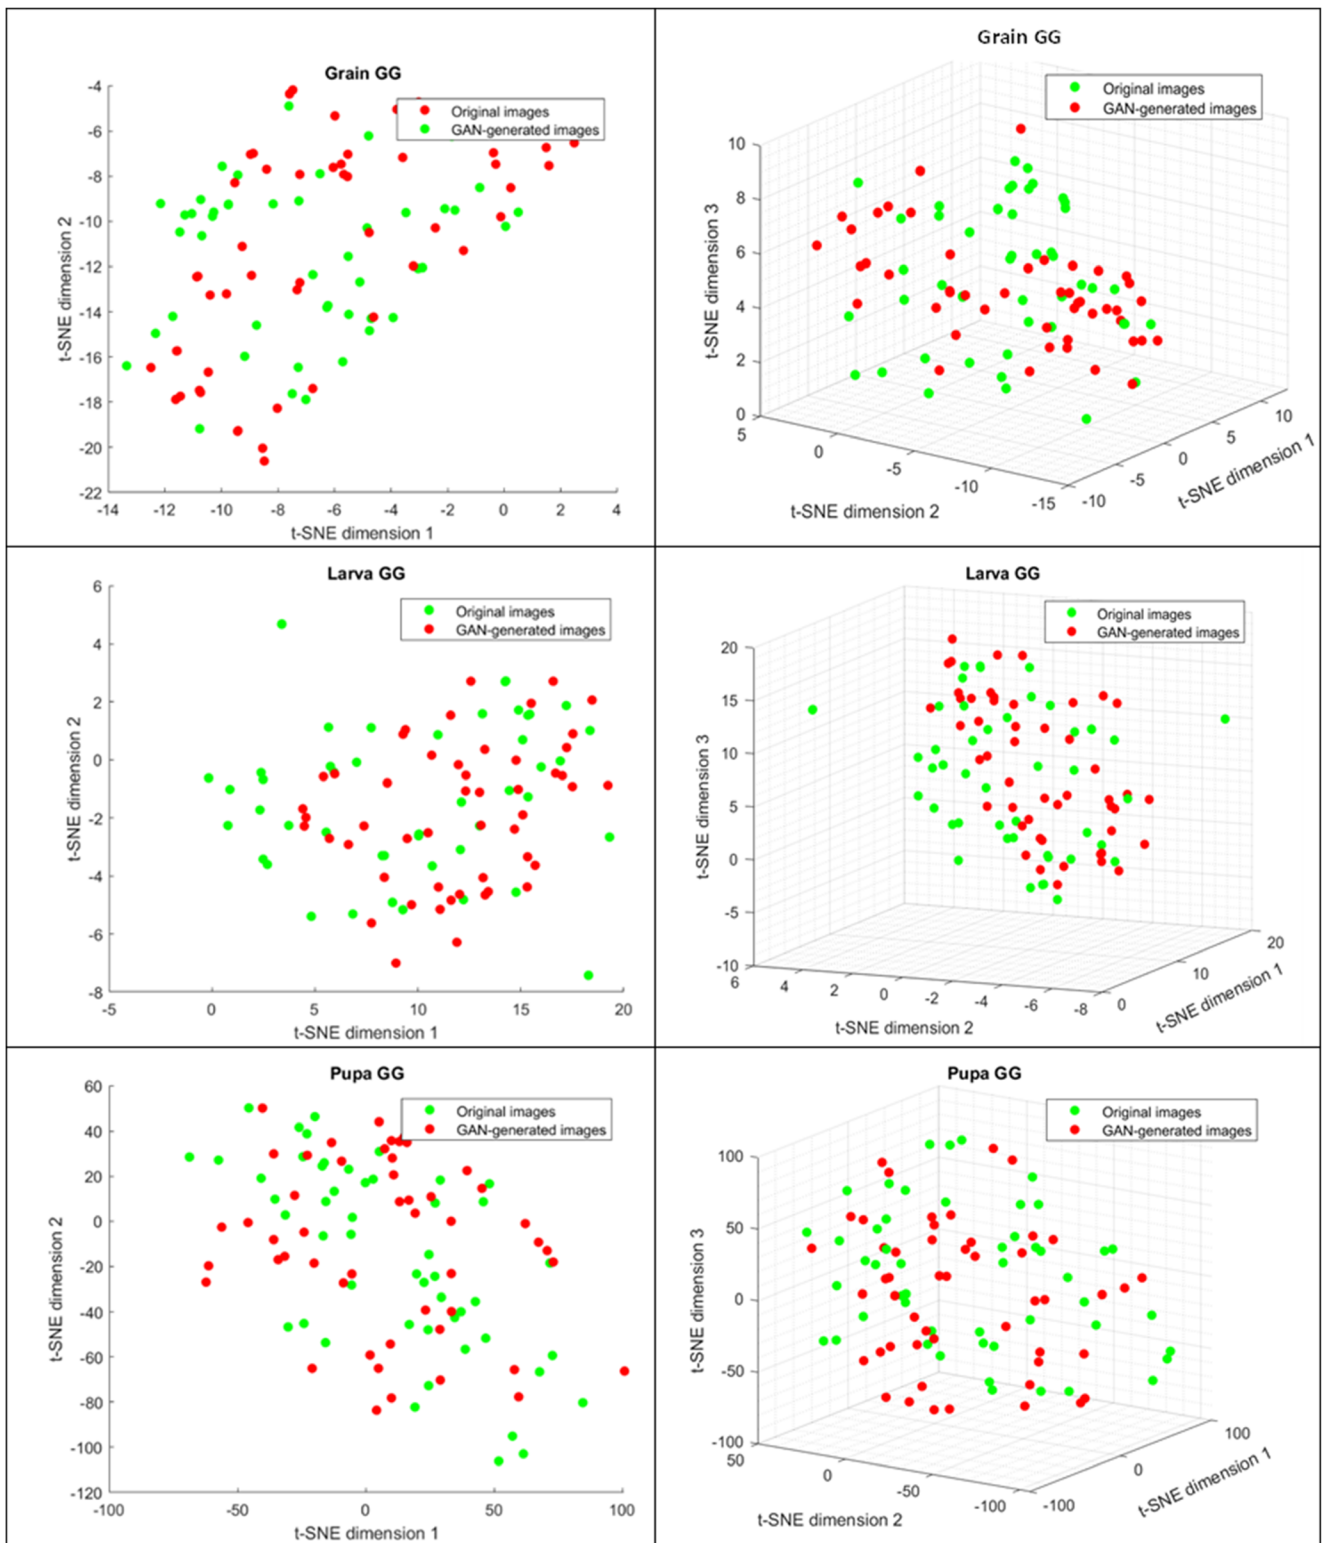 Grain GG
Original images
GAN-generated images
-4
-6
-8
-10
-12
-14
-16
-18
-20
-22
t-SNE dimension 2
-14
-12
-10
-8
-6
-4
-2
0
2
4
t-SNE dimension 1
Grain GG
Original images
GAN-generated images
10
8
6
4
2
0
t-SNE dimension 3
5
0
-5
-10
-15
t-SNE dimension 2
-10
-5
0
5
10
t-SNE dimension 1
Larva GG
Original images
GAN-generated images
6
4
2
0
-2
-4
-6
-8
t-SNE dimension 2
-5
0
5
10
15
20
t-SNE dimension 1
Larva GG
Original images
GAN-generated images
20
15
10
5
0
-5
-10
t-SNE dimension 3
6
4
2
0
-2
-4
-6
-8
t-SNE dimension 2
0
10
20
t-SNE dimension 1
Pupa GG
Original images
GAN-generated images
60
40
20
0
-20
-40
-60
-80
-100
-120
t-SNE dimension 2
-100
-50
0
50
100
t-SNE dimension 1
Pupa GG
Original images
GAN-generated images
100
50
0
-50
-100
t-SNE dimension 3
50
0
-50
-100
t-SNE dimension 2
-100
0
100
t-SNE dimension 1